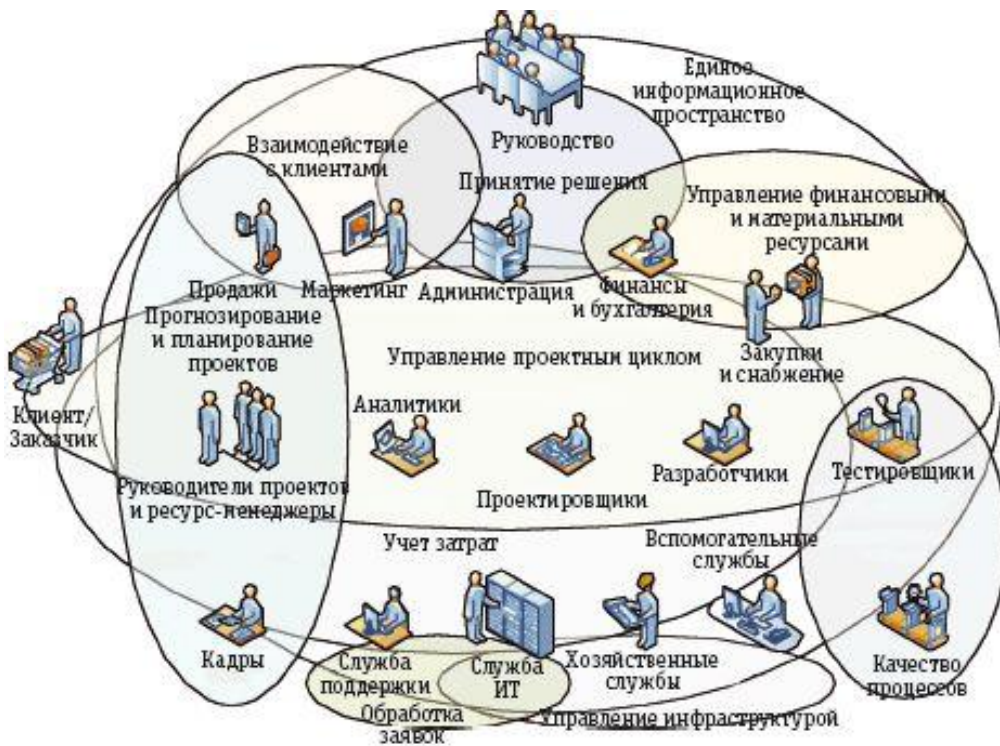 Единое
информационное
пространство
Руководство
Взаимодействие
с клиентами
Принятие решения
Управление финансовыми
и материальными
ресурсами
Продажи
Маркетинг
Администрация
Финансы
и бухгалтерия
Прогнозирование
и планирование
проектов
Управление проектным циклом
Закупки
и снабжение
Клиент/
Заказчик
Аналитики
Проектировщики
Разработчики
Тестировщики
Руководители проектов
и ресурс-менеджеры
Учет затрат
Вспомогательные
службы
Кадры
Служба
поддержки
Служба
ИТ
Хозяйственные
службы
Качество
процессов
Обработка
заявок
Управление инфраструктурой